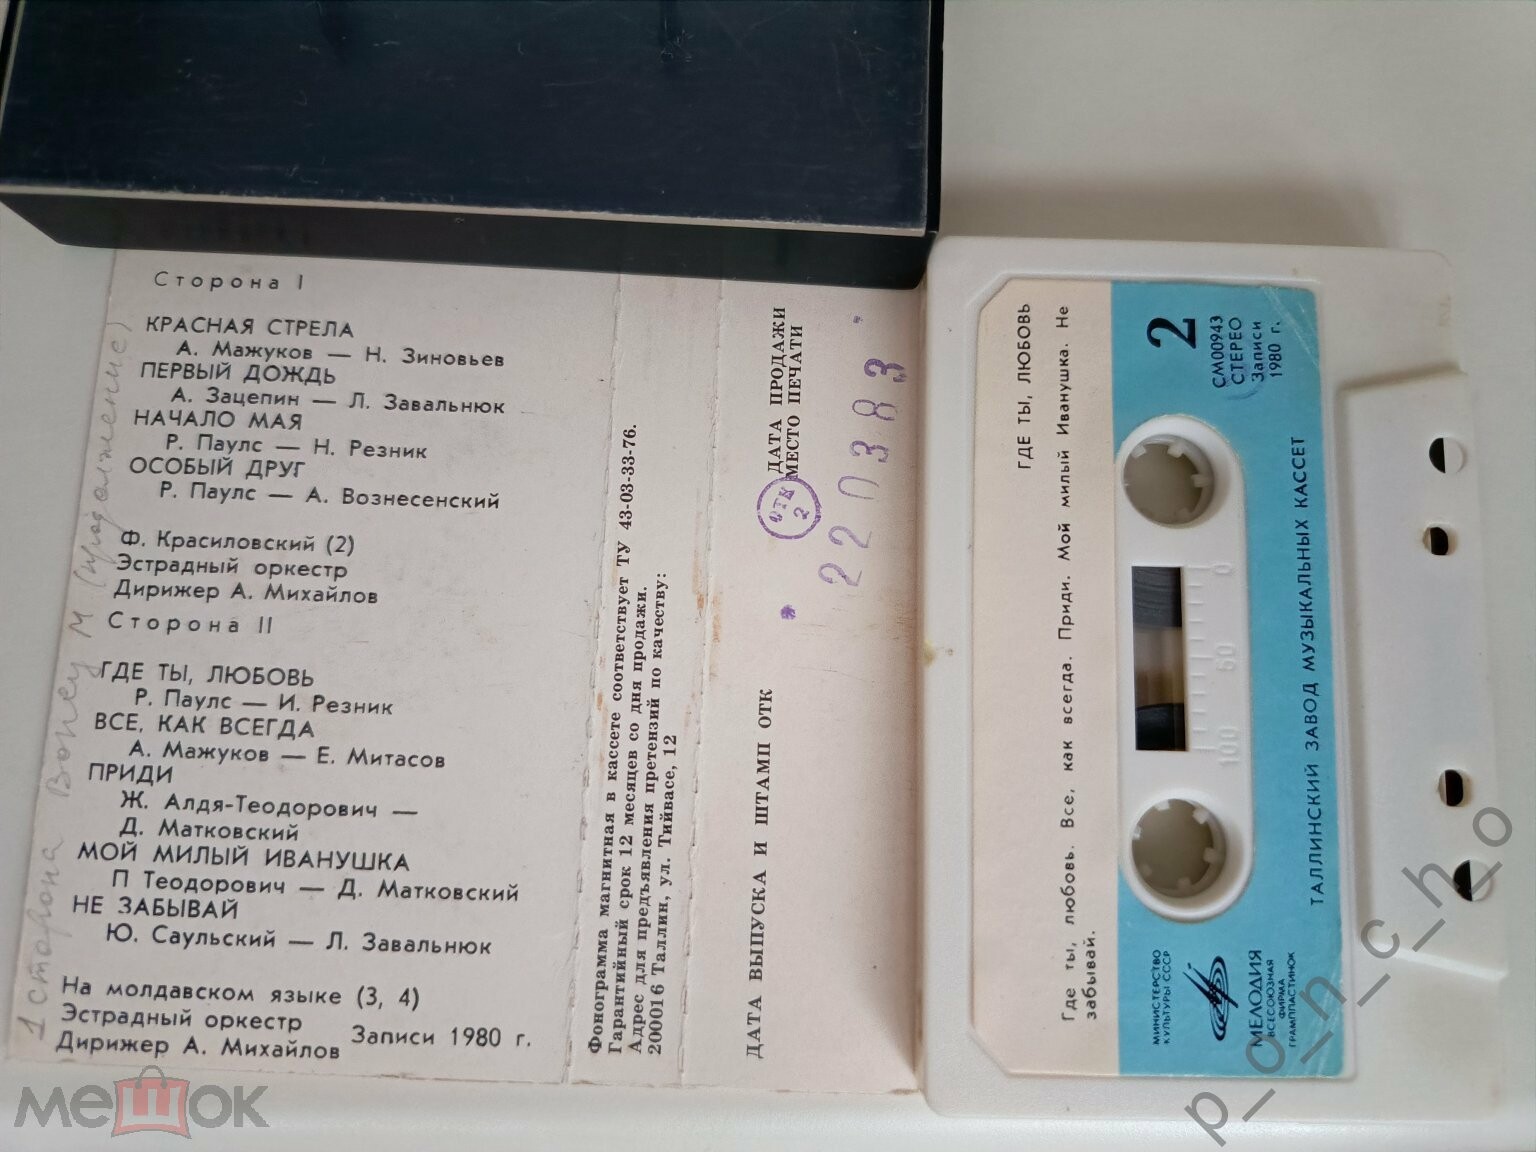 Сторона I
КРАСНАЯ СТРЕЛА
А. Мажуков — Н. Зиновьев
ПЕРВЫЙ ДОЖДЬ
А. Зацепин — Л. Завальнюк
НАЧАЛО МАЯ
Р. Паулс — Н. Резник
ОСОБЫЙ ДРУГ
Р. Паулс — А. Вознесенский
Ф. Красиловский (2)
Эстрадный оркестр
Дирижер А. Михайлов
Сторона II
ГДЕ ТЫ, ЛЮБОВЬ
Р. Паулс — И. Резник
ВСЕ, КАК ВСЕГДА
А. Мажуков — Е. Митасов
ПРИДИ
Ж. Алдя-Теодорович —
Д. Матковский
МОЙ МИЛЫЙ ИВАНУШКА
П Теодорович — Д. Матковский
НЕ ЗАБЫВАЙ
Ю. Саульский — Л. Завальнюк
На молдавском языке (3, 4)
Эстрадный оркестр
Дирижер А. Михайлов
Записи 1980 г.
1 сторона М (продолжение)
Фонограмма магнитная в кассете соответствует ТУ 43-03-33-76.
Гарантийный срок 12 месяцев со дня продажи.
Адрес для предъявления претензий по качеству:
200016 Таллин, ул. Тийвасе, 12
ДАТА ВЫПУСКА И ШТАМП ОТК
ДАТА ПРОДАЖИ
МЕСТО ПЕЧАТИ
ОТК
2
220383
ГДЕ ТЫ, ЛЮБОВЬ
Где ты, любовь. Все, как всегда. Приди. Мой милый Иванушка. Не
забывай.
2
СМ00943
СТЕРЕО
Записи
1980 г.
0
50
100
МИНИСТЕРСТВО
КУЛЬТУРЫ СССР
МЕЛОДИЯ
ВСЕСОЮЗНАЯ
ФИРМА
ГРАМПЛАСТИНОК
ТАЛЛИНСКИЙ ЗАВОД МУЗЫКАЛЬНЫХ КАССЕТ
мешок
p_o_n_c_h_o